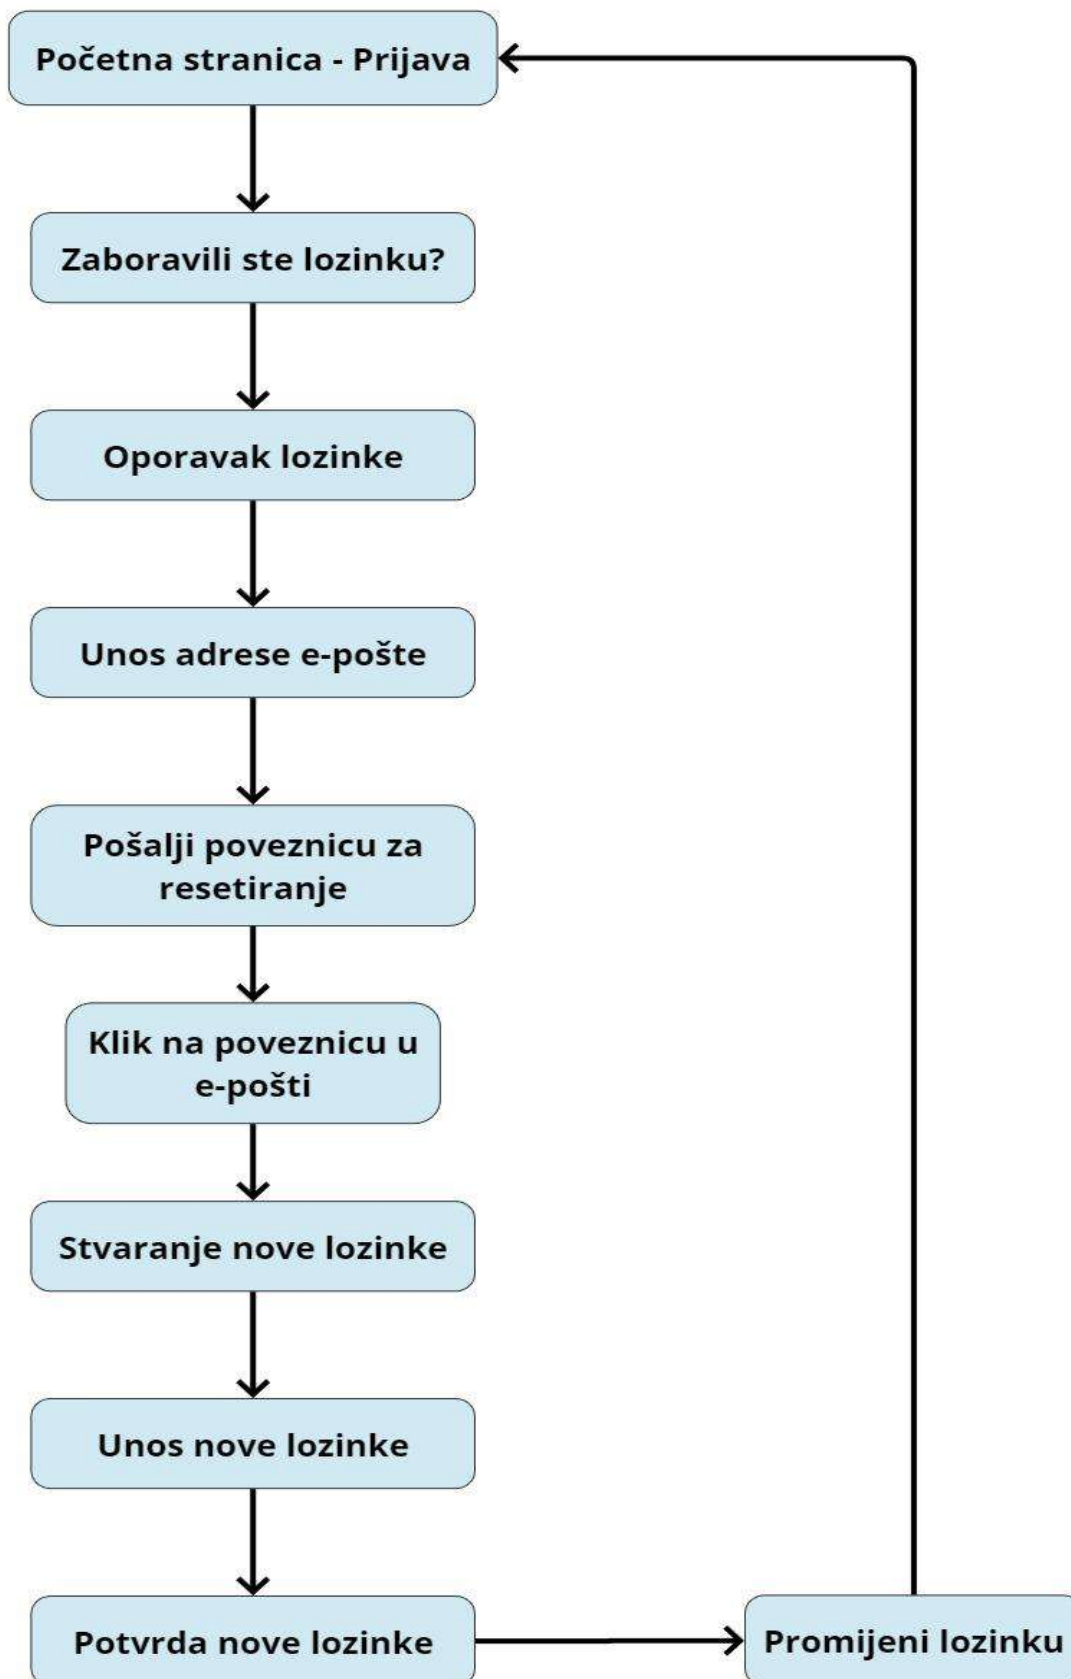 Početna stranica - Prijava
Zaboravili ste lozinku?
Oporavak lozinke
Unos adrese e-pošte
Pošalji poveznicu za
resetiranje
Klik na poveznicu u
e-pošti
Stvaranje nove lozinke
Unos nove lozinke
Potvrda nove lozinke
Promijeni lozinku